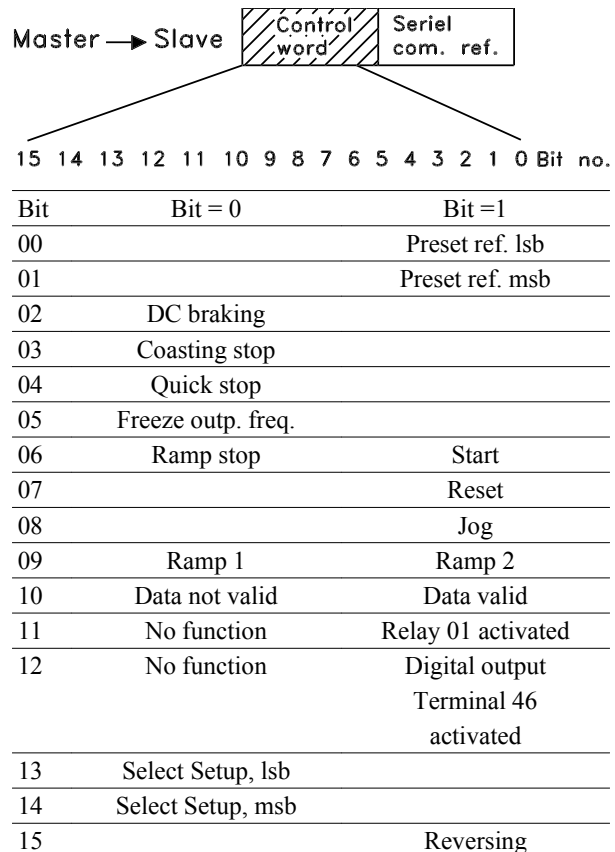 Master → Slave Control word Seriel com. ref.
15 14 13 12 11 10 9 8 7 6 5 4 3 2 1 0 Bit no.
Bit Bit = 0 Bit =1
00 Preset ref. lsb
01 Preset ref. msb
02 DC braking
03 Coasting stop
04 Quick stop
05 Freeze outp. freq.
06 Ramp stop Start
07 Reset
08 Jog
09 Ramp 1 Ramp 2
10 Data not valid Data valid
11 No function Relay 01 activated
12 No function Digital output
Terminal 46
activated
13 Select Setup, lsb
14 Select Setup, msb
15 Reversing